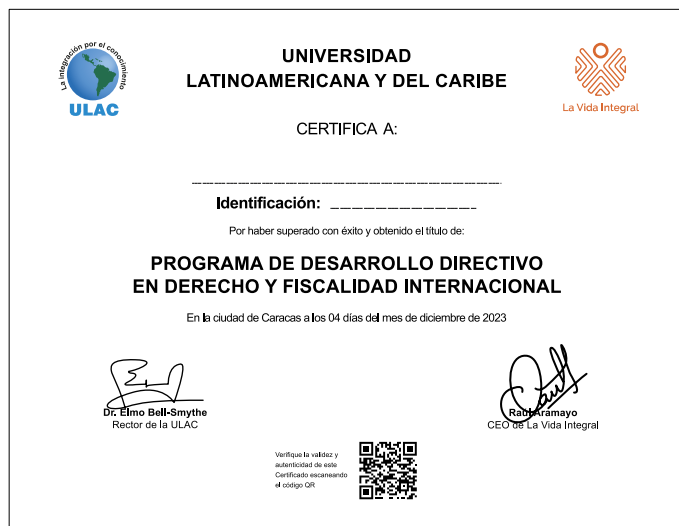 La integración por el conocimiento
ULAC
UNIVERSIDAD
LATINOAMERICANA Y DEL CARIBE
La Vida Integral
CERTIFICA A:
Identificación:
Por haber superado con éxito y obtenido el título de:
PROGRAMA DE DESARROLLO DIRECTIVO
EN DERECHO Y FISCALIDAD INTERNACIONAL
En la ciudad de Caracas a los 04 días del mes de diciembre de 2023
Dr. Elmo Bell-Smythe
Rector de la ULAC
Raul Aramayo
CEO de La Vida Integral
Verifique la validez y
autenticidad de este
Certificado escaneando
el código QR